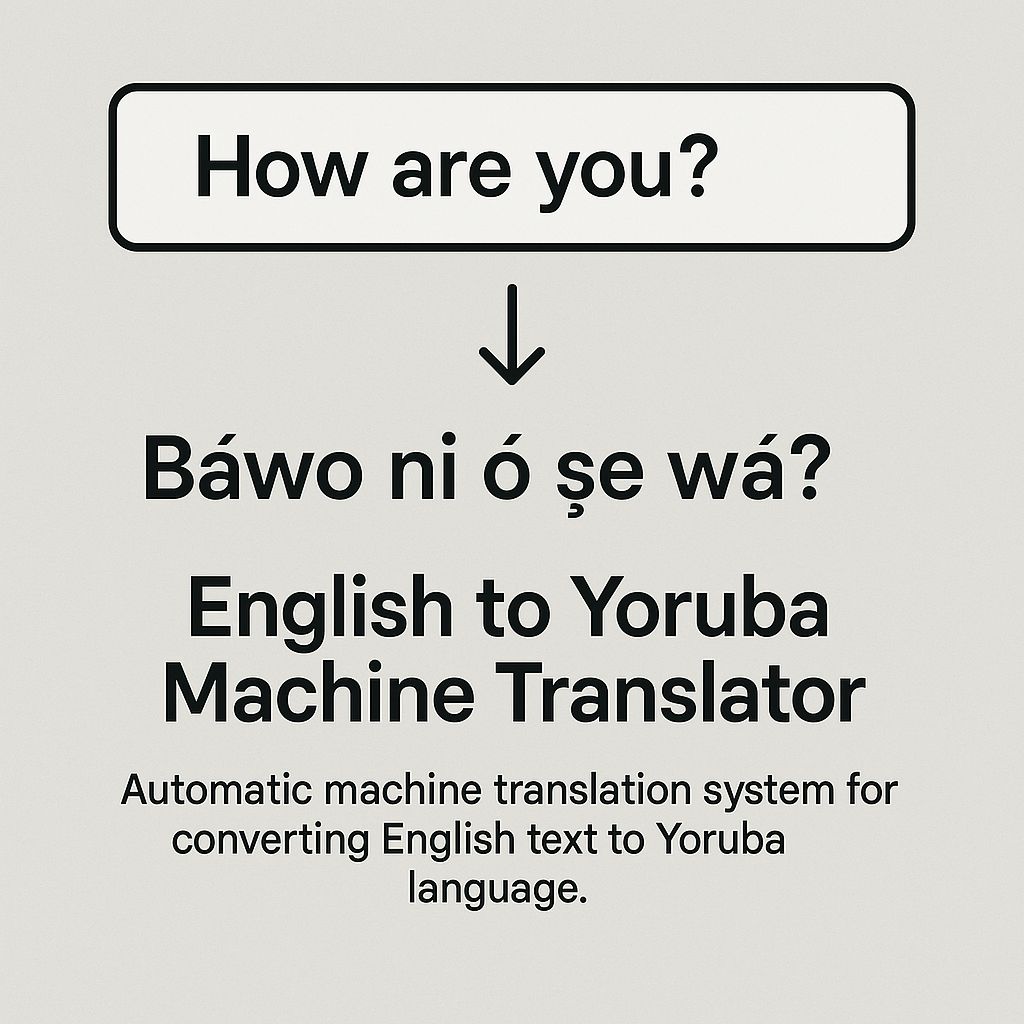 How are you?
Báwo ni ó șe wá?
English to Yoruba
Machine Translator
Automatic machine translation system for
converting English text to Yoruba
language.